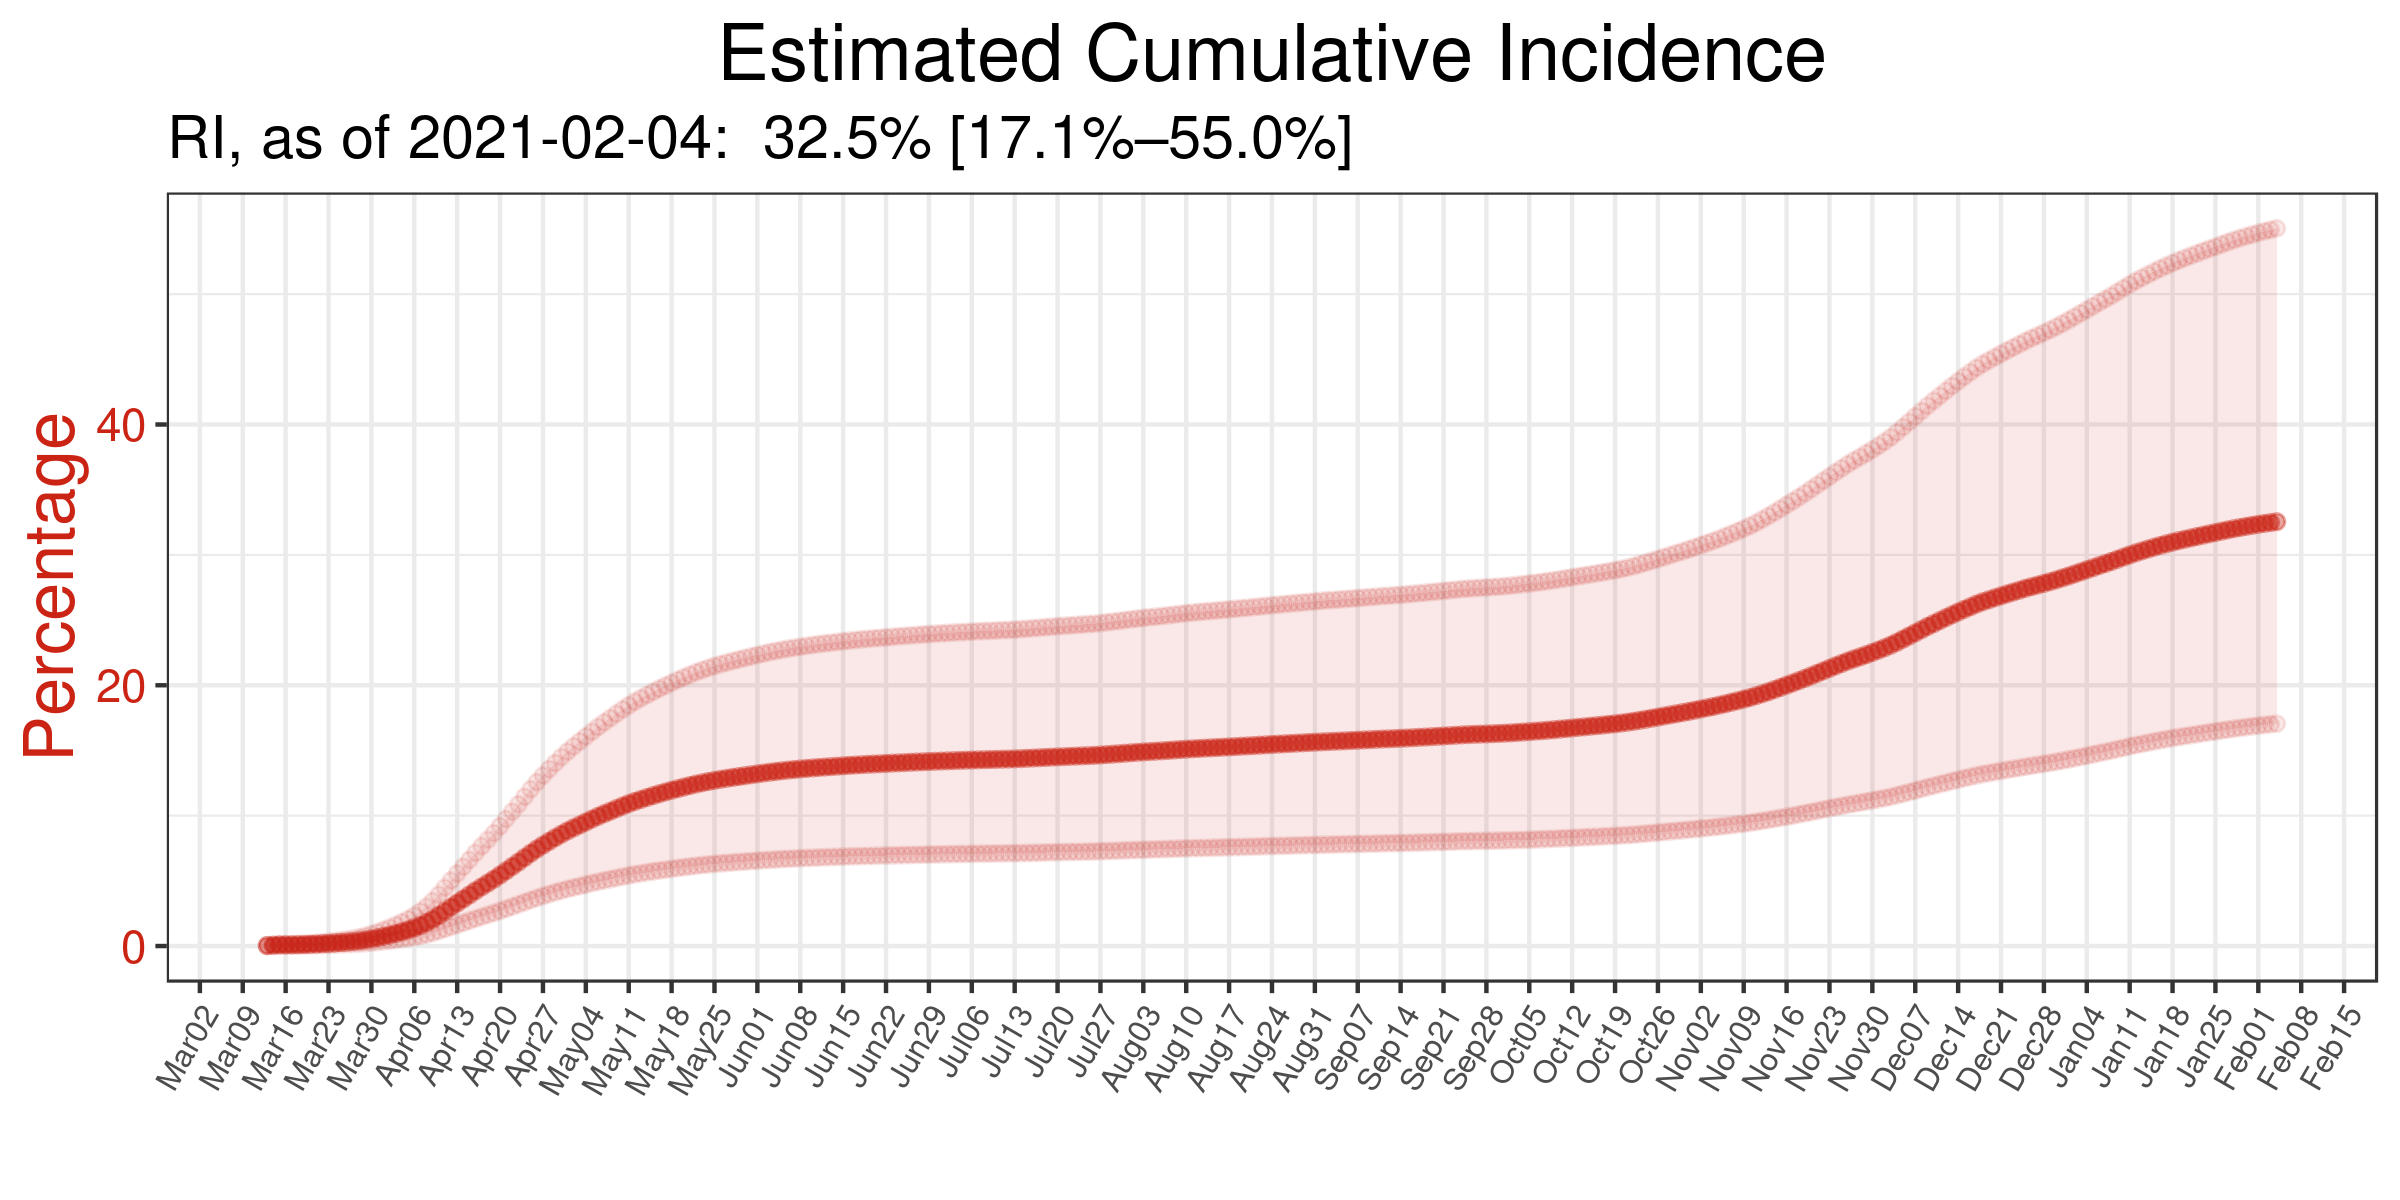 Estimated Cumulative Incidence
RI, as of 2021-02-04:  32.5% [17.1%–55.0%]
Percentage
40
20
0
Mar02
Mar09
Mar16
Mar23
Mar30
Apr06
Apr13
Apr20
Apr27
May04
May11
May18
May25
Jun01
Jun08
Jun15
Jun22
Jun29
Jul06
Jul13
Jul20
Jul27
Aug03
Aug10
Aug17
Aug24
Aug31
Sep07
Sep14
Sep21
Sep28
Oct05
Oct12
Oct19
Oct26
Nov02
Nov09
Nov16
Nov23
Nov30
Dec07
Dec14
Dec21
Dec28
Jan04
Jan11
Jan18
Jan25
Feb01
Feb08
Feb15